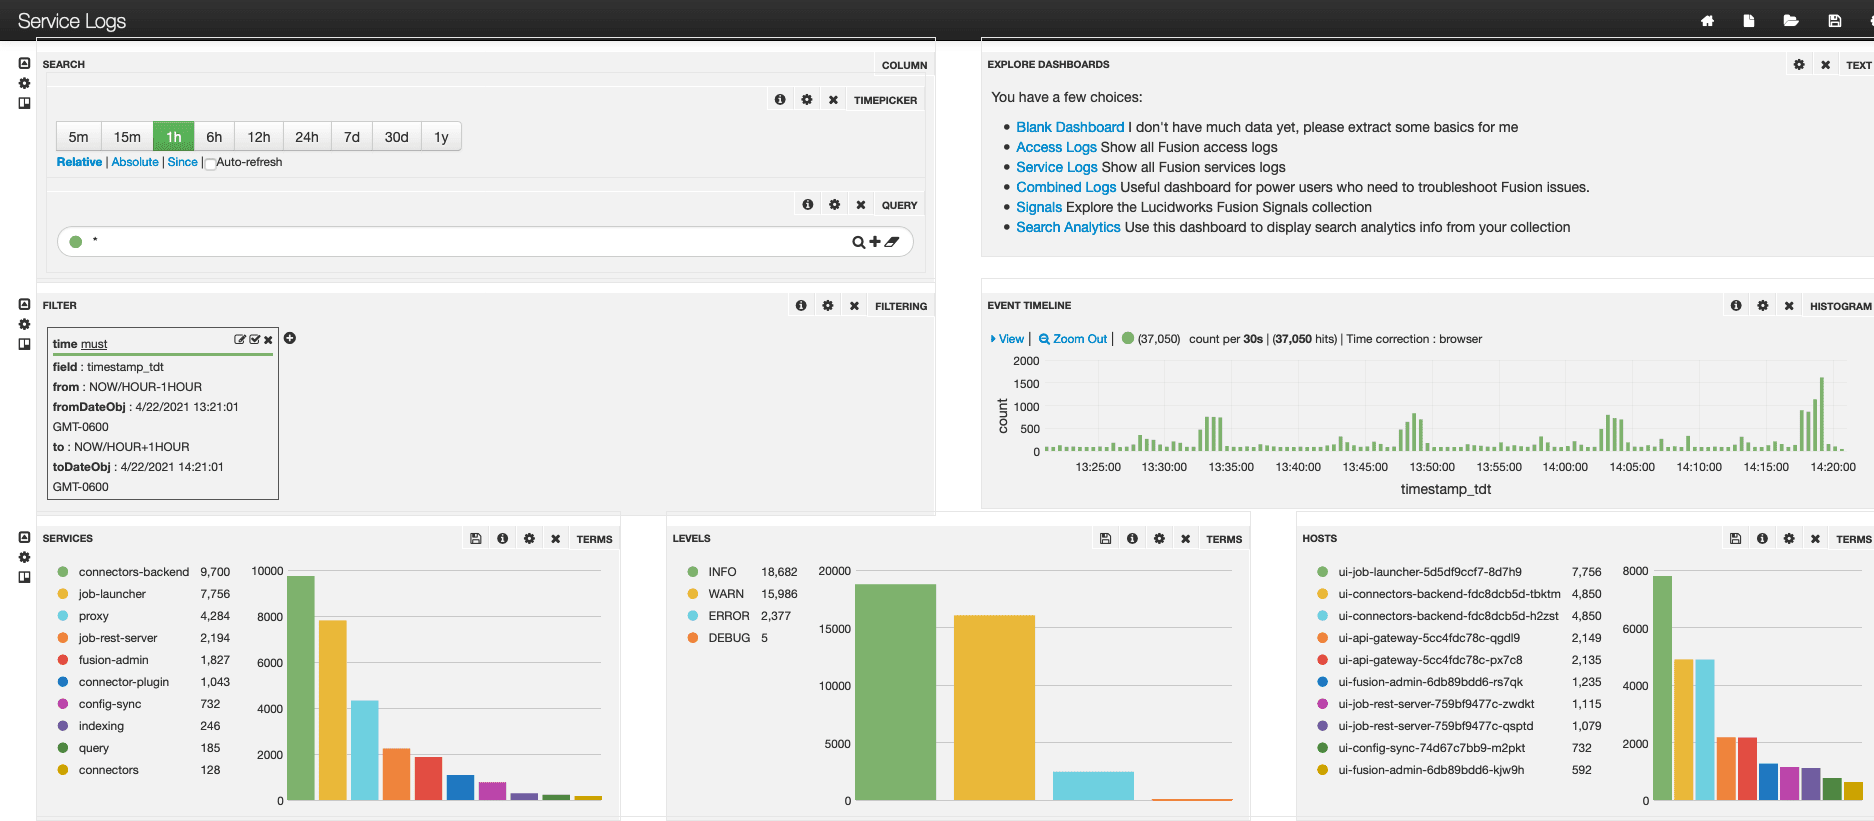 Service Logs
SEARCH
COLUMN
TIMEPICKER
5m 15m 1h 6h 12h 24h 7d 30d 1y
Relative | Absolute | Since | Auto-refresh
QUERY
*
EXPLORE DASHBOARDS
TEXT
You have a few choices:
• Blank Dashboard I don't have much data yet, please extract some basics for me
• Access Logs Show all Fusion access logs
• Service Logs Show all Fusion services logs
• Combined Logs Useful dashboard for power users who need to troubleshoot Fusion issues.
• Signals Explore the Lucidworks Fusion Signals collection
• Search Analytics Use this dashboard to display search analytics info from your collection
FILTER
FILTERING
time must
field : timestamp_tdt
from : NOW/HOUR-1HOUR
fromDateObj : 4/22/2021 13:21:01
GMT-0600
to : NOW/HOUR+1HOUR
toDateObj : 4/22/2021 14:21:01
GMT-0600
EVENT TIMELINE
HISTOGRAM
View | Zoom Out | (37,050) count per 30s | (37,050 hits) | Time correction : browser
2000
1500
1000
500
0
count
13:25:00 13:30:00 13:35:00 13:40:00 13:45:00 13:50:00 13:55:00 14:00:00 14:05:00 14:10:00 14:15:00 14:20:00
timestamp_tdt
SERVICES
TERMS
connectors-backend 9,700
job-launcher 7,756
proxy 4,284
job-rest-server 2,194
fusion-admin 1,827
connector-plugin 1,043
config-sync 732
indexing 246
query 185
connectors 128
10000
8000
6000
4000
2000
0
LEVELS
TERMS
INFO 18,682
WARN 15,986
ERROR 2,377
DEBUG 5
20000
15000
10000
5000
0
HOSTS
TERMS
ui-job-launcher-5d5df9ccf7-8d7h9 7,756
ui-connectors-backend-fdc8dcb5d-tbktm 4,850
ui-connectors-backend-fdc8dcb5d-h2zst 4,850
ui-api-gateway-5cc4fdc78c-qgdl9 2,149
ui-api-gateway-5cc4fdc78c-px7c8 2,135
ui-fusion-admin-6db89bdd6-rs7qk 1,235
ui-job-rest-server-759bf9477c-zwdkt 1,115
ui-job-rest-server-759bf9477c-qsptd 1,079
ui-config-sync-74d67c7bb9-m2pkt 732
ui-fusion-admin-6db89bdd6-kjw9h 592
8000
6000
4000
2000
0